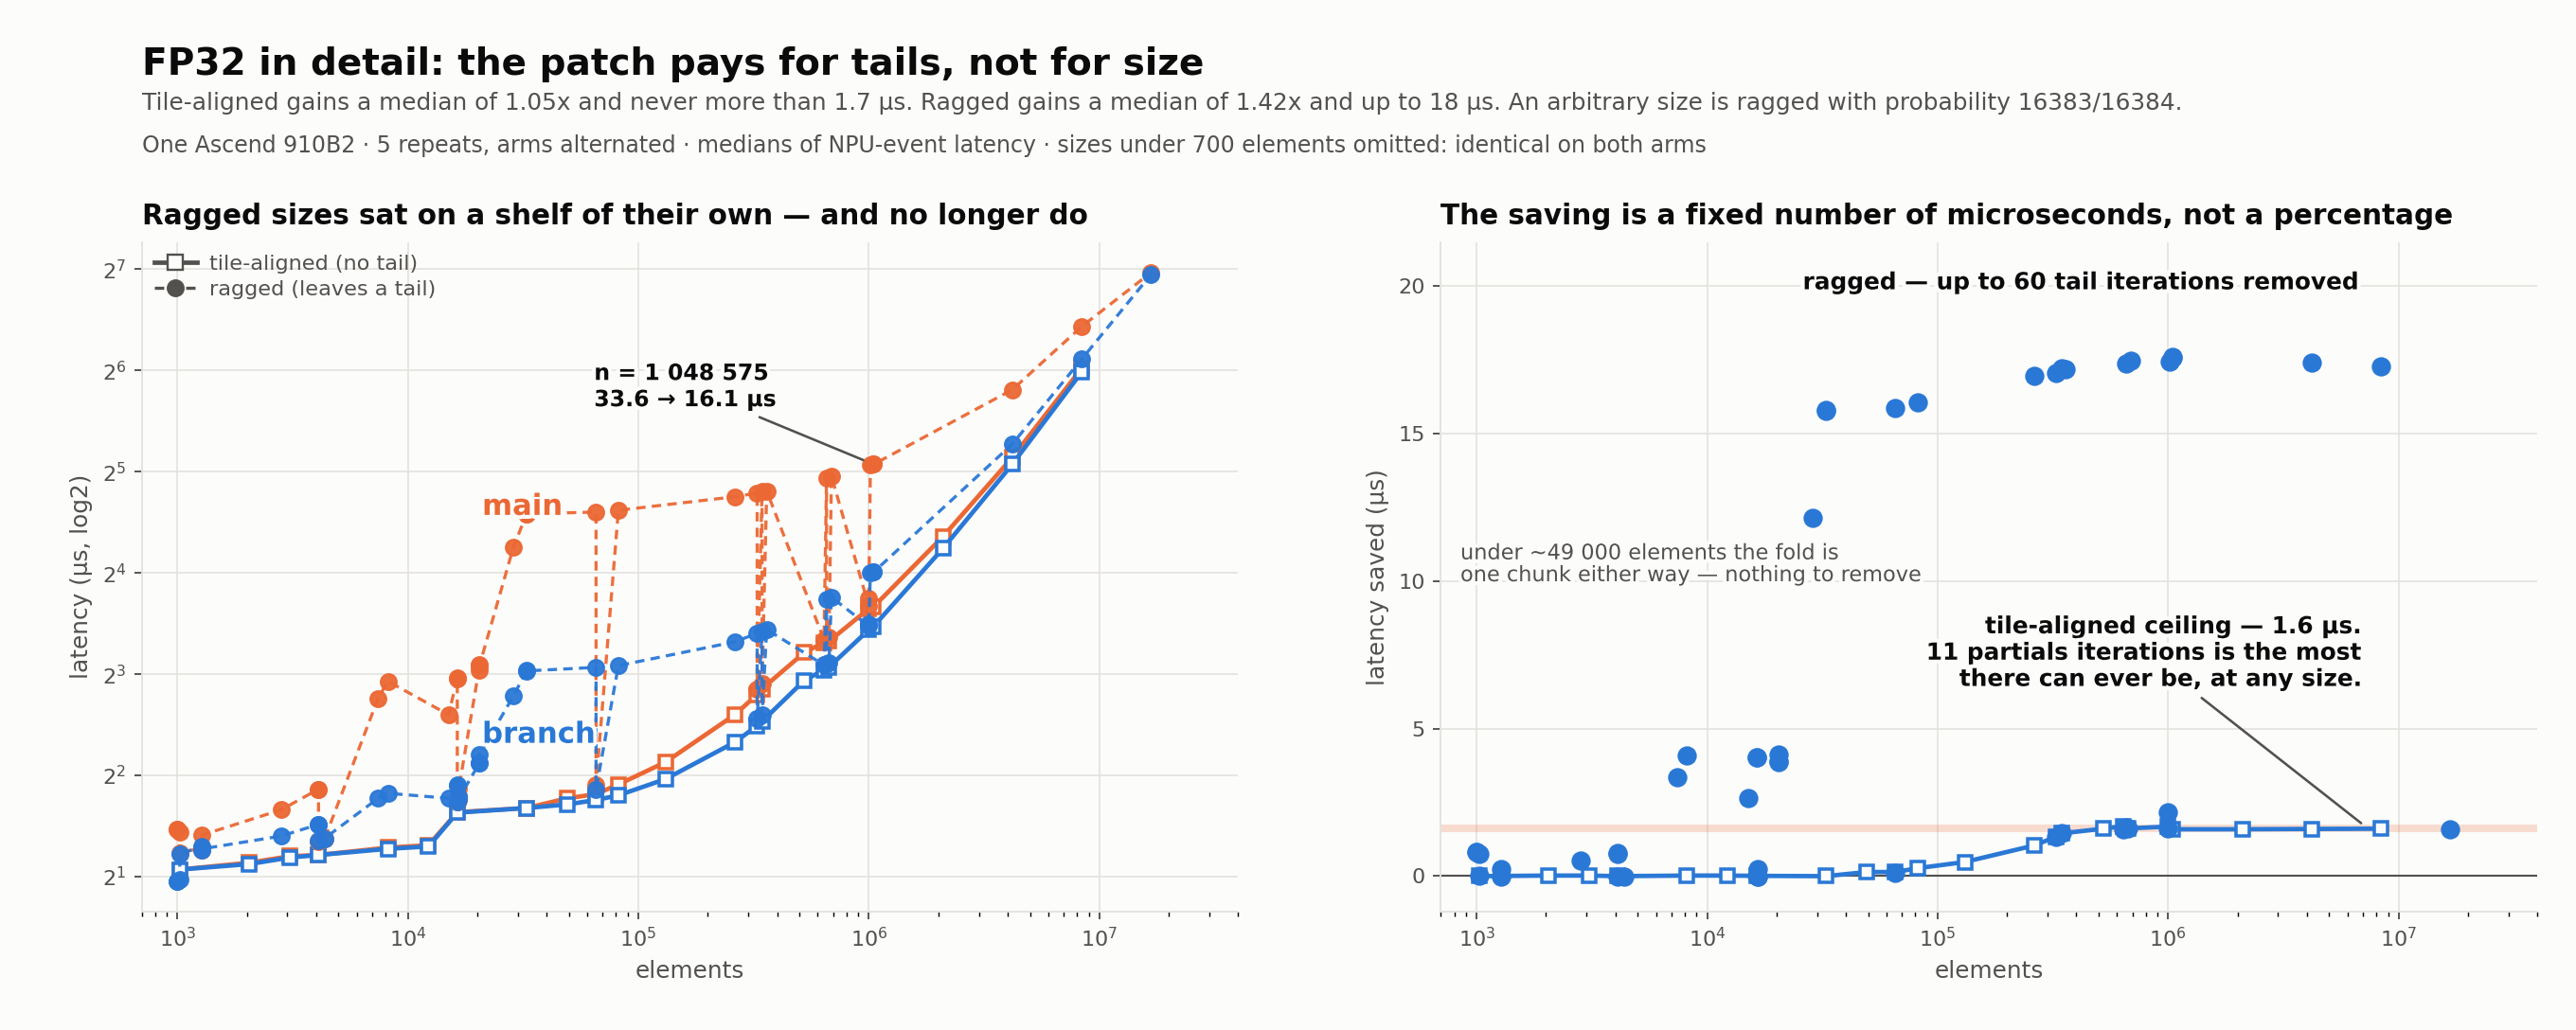 FP32 in detail: the patch pays for tails, not for size
Tile-aligned gains a median of 1.05x and never more than 1.7 μs. Ragged gains a median of 1.42x and up to 18 μs. An arbitrary size is ragged with probability 16383/16384.
One Ascend 910B2 · 5 repeats, arms alternated · medians of NPU-event latency · sizes under 700 elements omitted: identical on both arms
Ragged sizes sat on a shelf of their own — and no longer do
tile-aligned (no tail)
ragged (leaves a tail)
n = 1 048 575
33.6 → 16.1 μs
main
branch
latency (μs, log2)
2⁷
2⁶
2⁵
2⁴
2³
2²
2¹
10³
10⁴
10⁵
10⁶
10⁷
elements
The saving is a fixed number of microseconds, not a percentage
ragged — up to 60 tail iterations removed
under ~49 000 elements the fold is
one chunk either way — nothing to remove
tile-aligned ceiling — 1.6 μs.
11 partials iterations is the most
there can ever be, at any size.
latency saved (μs)
20
15
10
5
0
10³
10⁴
10⁵
10⁶
10⁷
elements